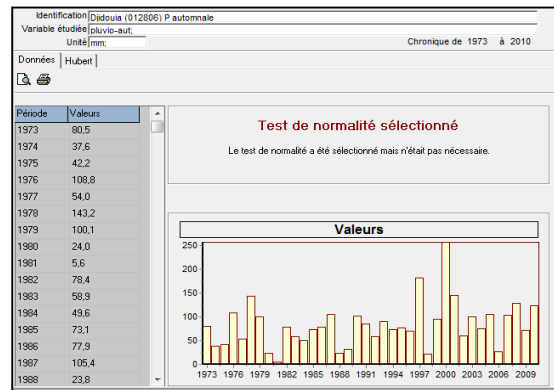 Identification Djidouia (012806) P automnale
Variable étudiée pluvio-aut;
Unité mm;
Chronique de 1973 à 2010
Données Hubert
Période Valeurs
1973 80,5
1974 37,6
1975 42,2
1976 108,8
1977 54,0
1978 143,2
1979 100,1
1980 24,0
1981 5,6
1982 78,4
1983 58,9
1984 49,6
1985 73,1
1986 77,9
1987 105,4
1988 23,8
Test de normalité sélectionné
Le test de normalité a été sélectionné mais n'était pas nécessaire.
Valeurs
250
200
150
100
50
0
1973 1976 1979 1982 1985 1988 1991 1994 1997 2000 2003 2006 2009